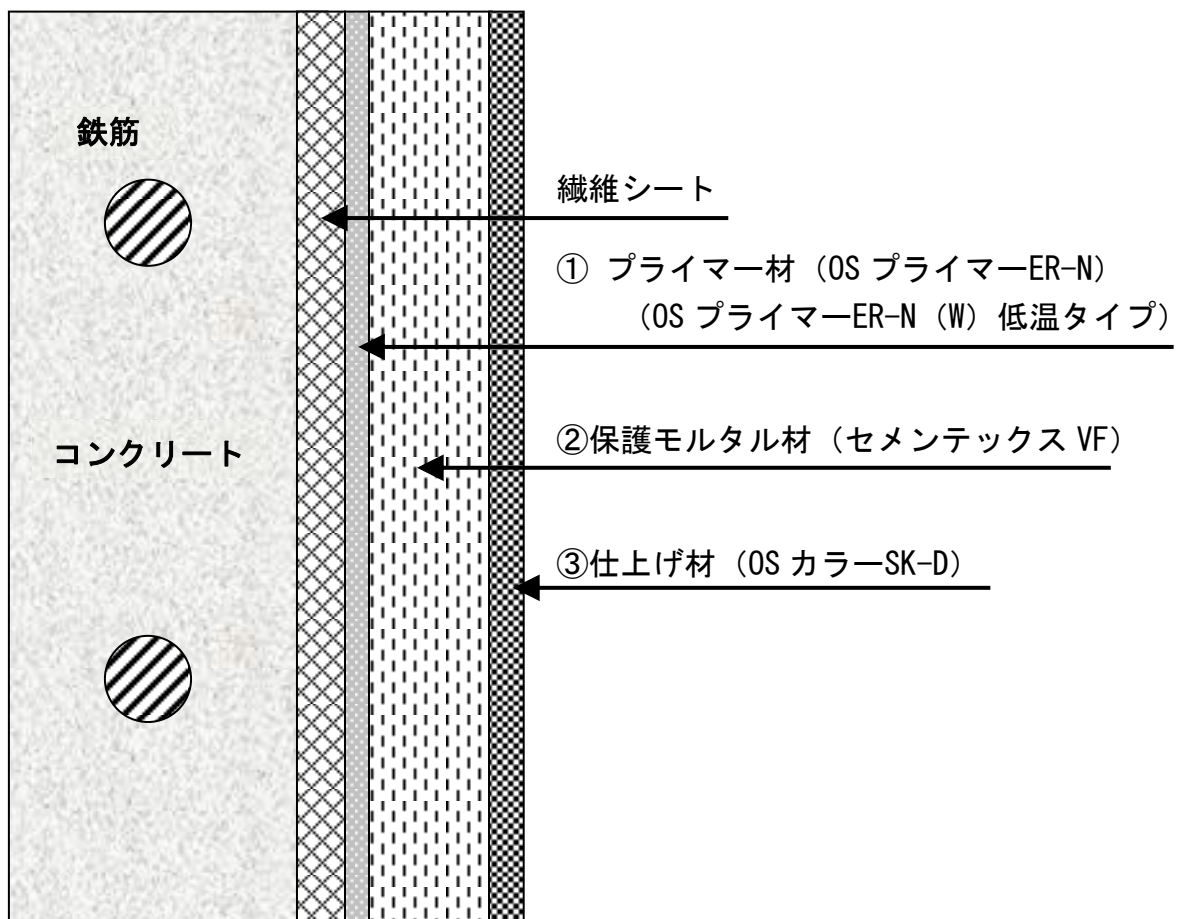 鉄筋
繊維シート
① プライマー材（OS プライマーER-N）
（OS プライマーER-N（W）低温タイプ）
コンクリート
②保護モルタル材（セメンテックス VF）
③仕上げ材（OS カラーSK-D）